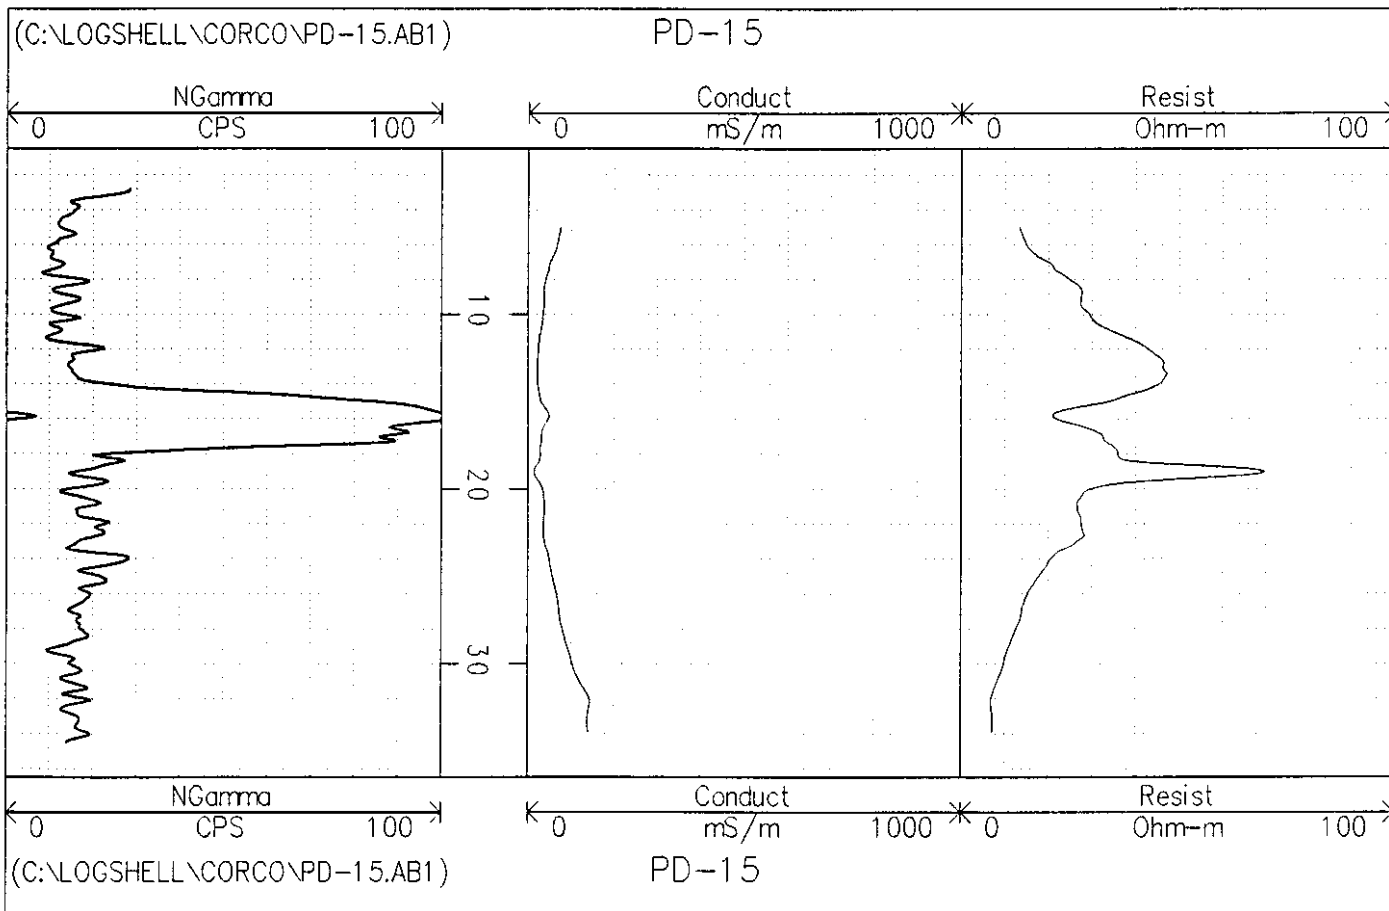 (C:\LOGSHELL\CORCO\PD-15.AB1) PD-15
NGamma Conduct Resist
0 CPS 100 0 mS/m 1000 0 Ohm-m 100
10
20
30
NGamma Conduct Resist
0 CPS 100 0 mS/m 1000 0 Ohm-m 100
(C:\LOGSHELL\CORCO\PD-15.AB1) PD-15